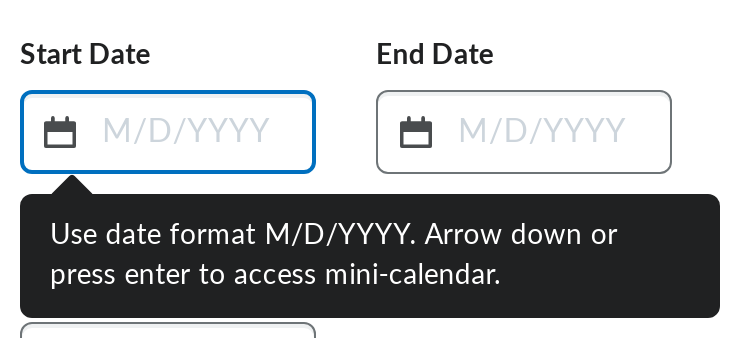 Start Date
End Date
M/D/YYYY
M/D/YYYY
Use date format M/D/YYYY. Arrow down or
press enter to access mini-calendar.